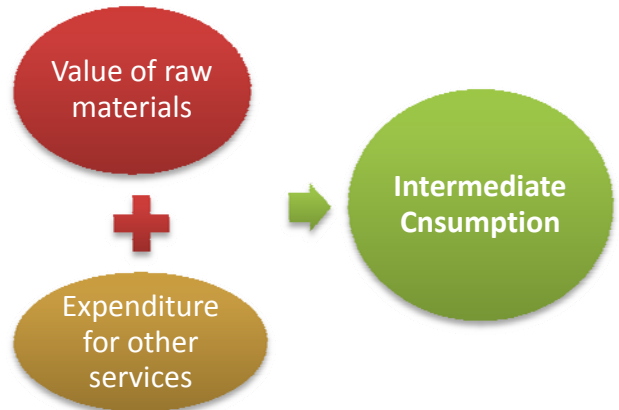 Value of raw
materials
Expenditure
for other
services
Intermediate
Cnsumption